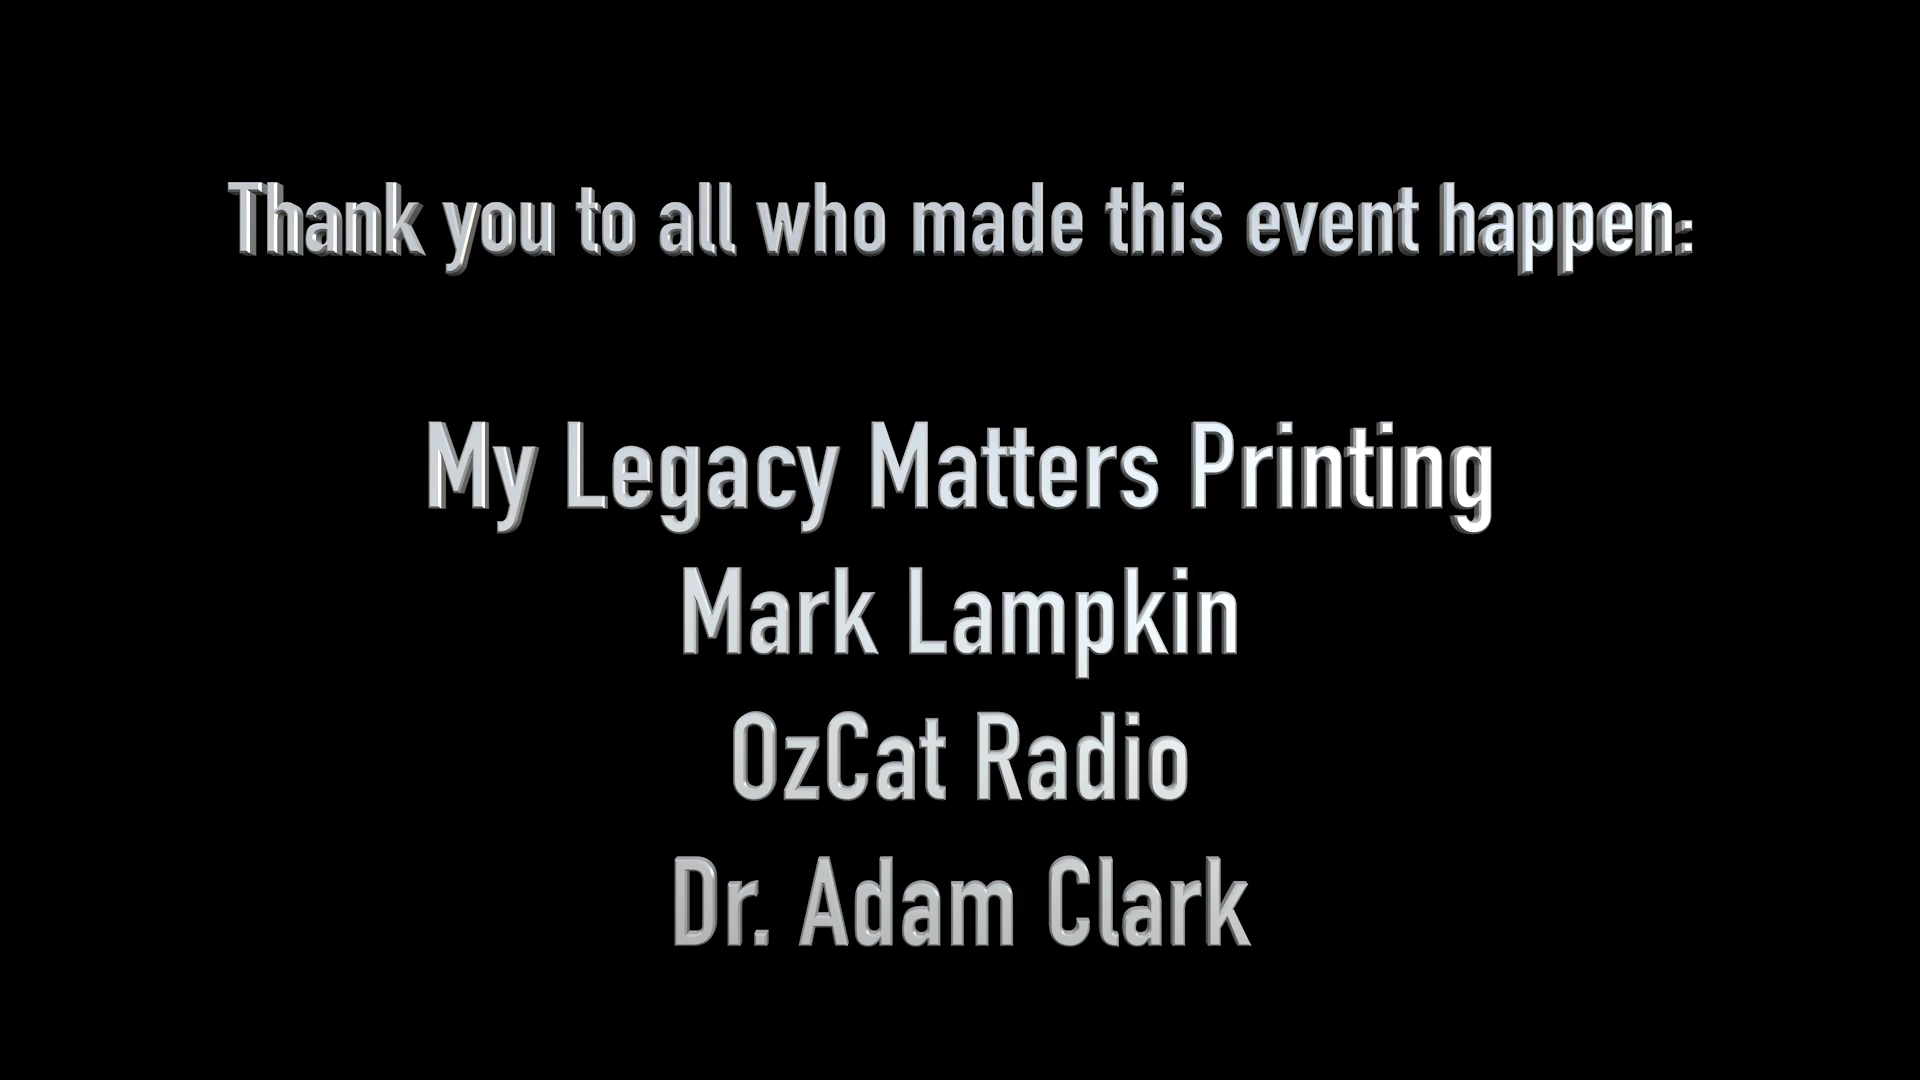 Thank you to all who made this event happen:
My Legacy Matters Printing
Mark Lampkin
OzCat Radio
Dr. Adam Clark